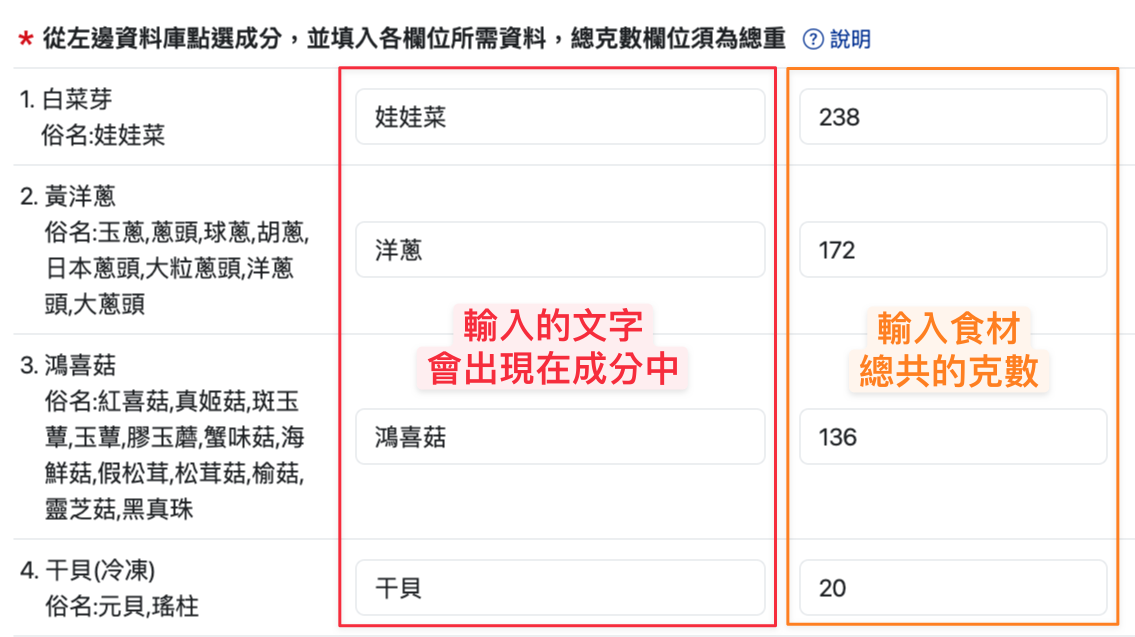 * 從左邊資料庫點選成分，並填入各欄位所需資料，總克數欄位須為總重 ? 說明
1. 白菜芽
俗名:娃娃菜
娃娃菜
238
2. 黃洋蔥
俗名:玉蔥,蔥頭,球蔥,胡蔥,
日本蔥頭,大粒蔥頭,洋蔥
頭,大蔥頭
洋蔥
172
輸入的文字
會出現在成分中
輸入食材
總共的克數
3. 鴻喜菇
俗名:紅喜菇,真姬菇,斑玉
蕈,玉蕈,膠玉蘑,蟹味菇,海
鮮菇,假松茸,松茸菇,榆菇,
靈芝菇,黑真珠
鴻喜菇
136
4. 干貝(冷凍)
俗名:元貝,瑤柱
干貝
20